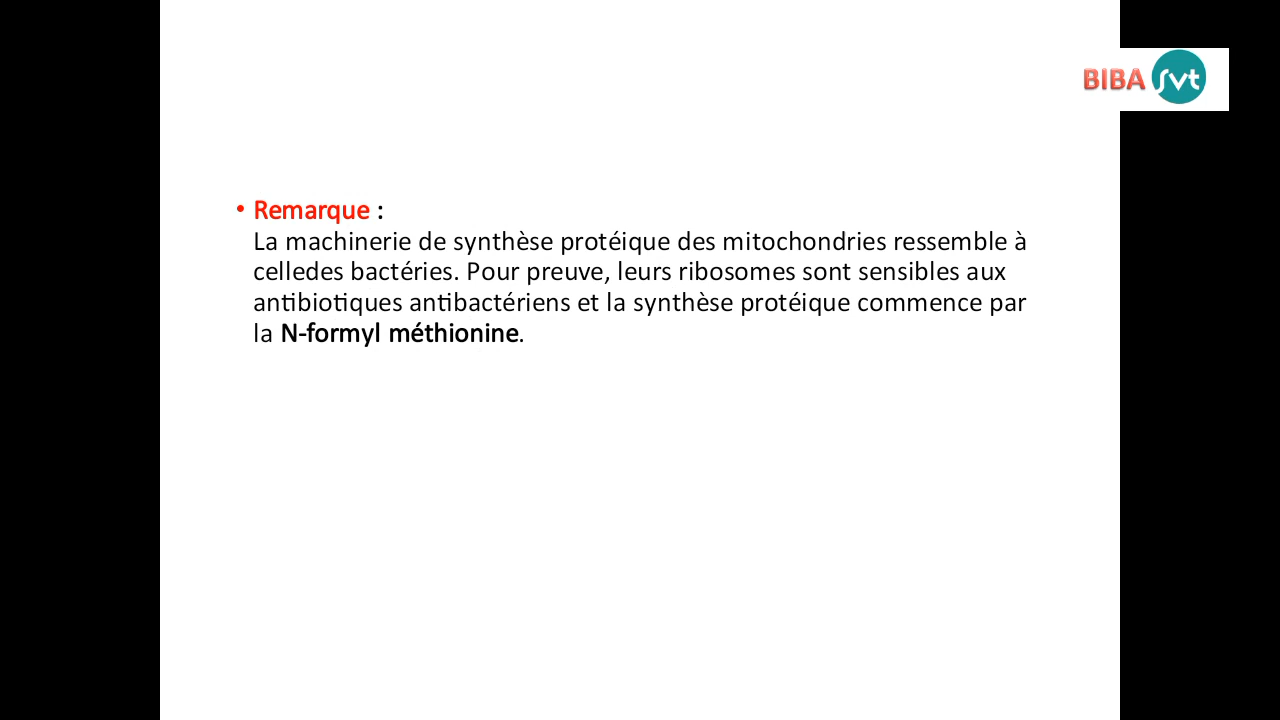 BIBA svt
• Remarque :
La machinerie de synthèse protéique des mitochondries ressemble à
celledes bactéries. Pour preuve, leurs ribosomes sont sensibles aux
antibiotiques antibactériens et la synthèse protéique commence par
la N-formyl méthionine.